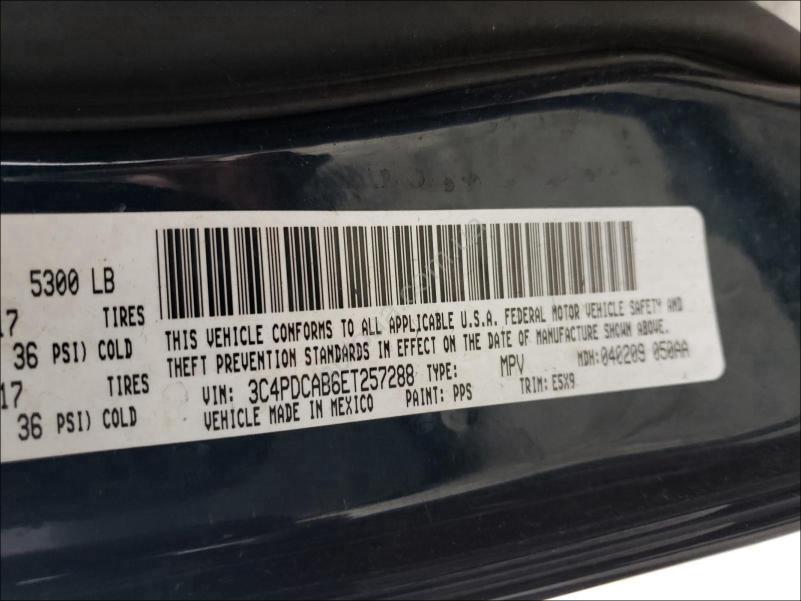 5300 LB
17 TIRES
36 PSI) COLD
17 TIRES
36 PSI) COLD
THIS VEHICLE CONFORMS TO ALL APPLICABLE U.S.A. FEDERAL MOTOR VEHICLE SAFETY AND
THEFT PREVENTION STANDARDS IN EFFECT ON THE DATE OF MANUFACTURE SHOWN ABOVE.
VIN: 3C4PDCAB6ET257288 TYPE: MPV MDH: 040209 050AA
VEHICLE MADE IN MEXICO PAINT: PPS TRIM: E5X9